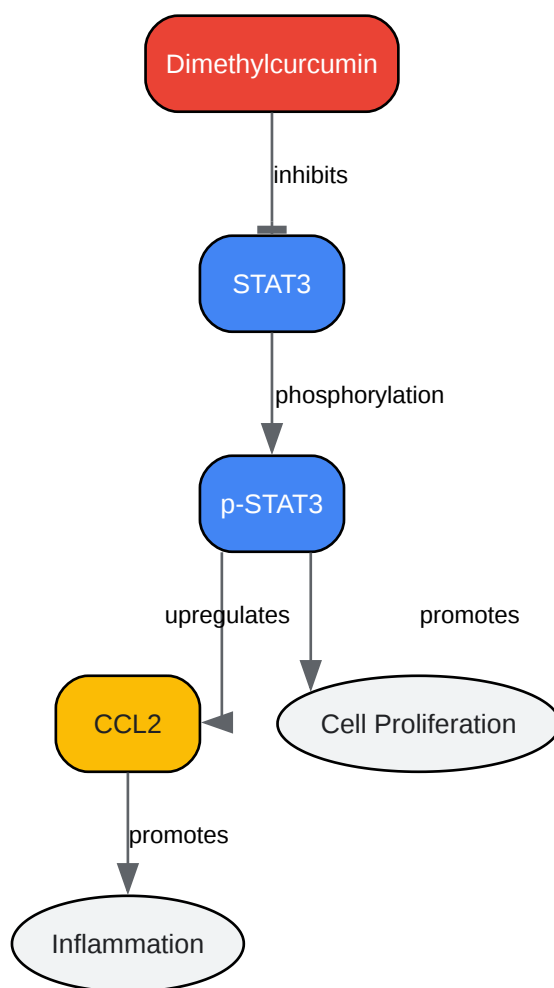 Dimethylcurcumin
inhibits
STAT3
phosphorylation
p-STAT3
upregulates
promotes
CCL2
Cell Proliferation
promotes
Inflammation